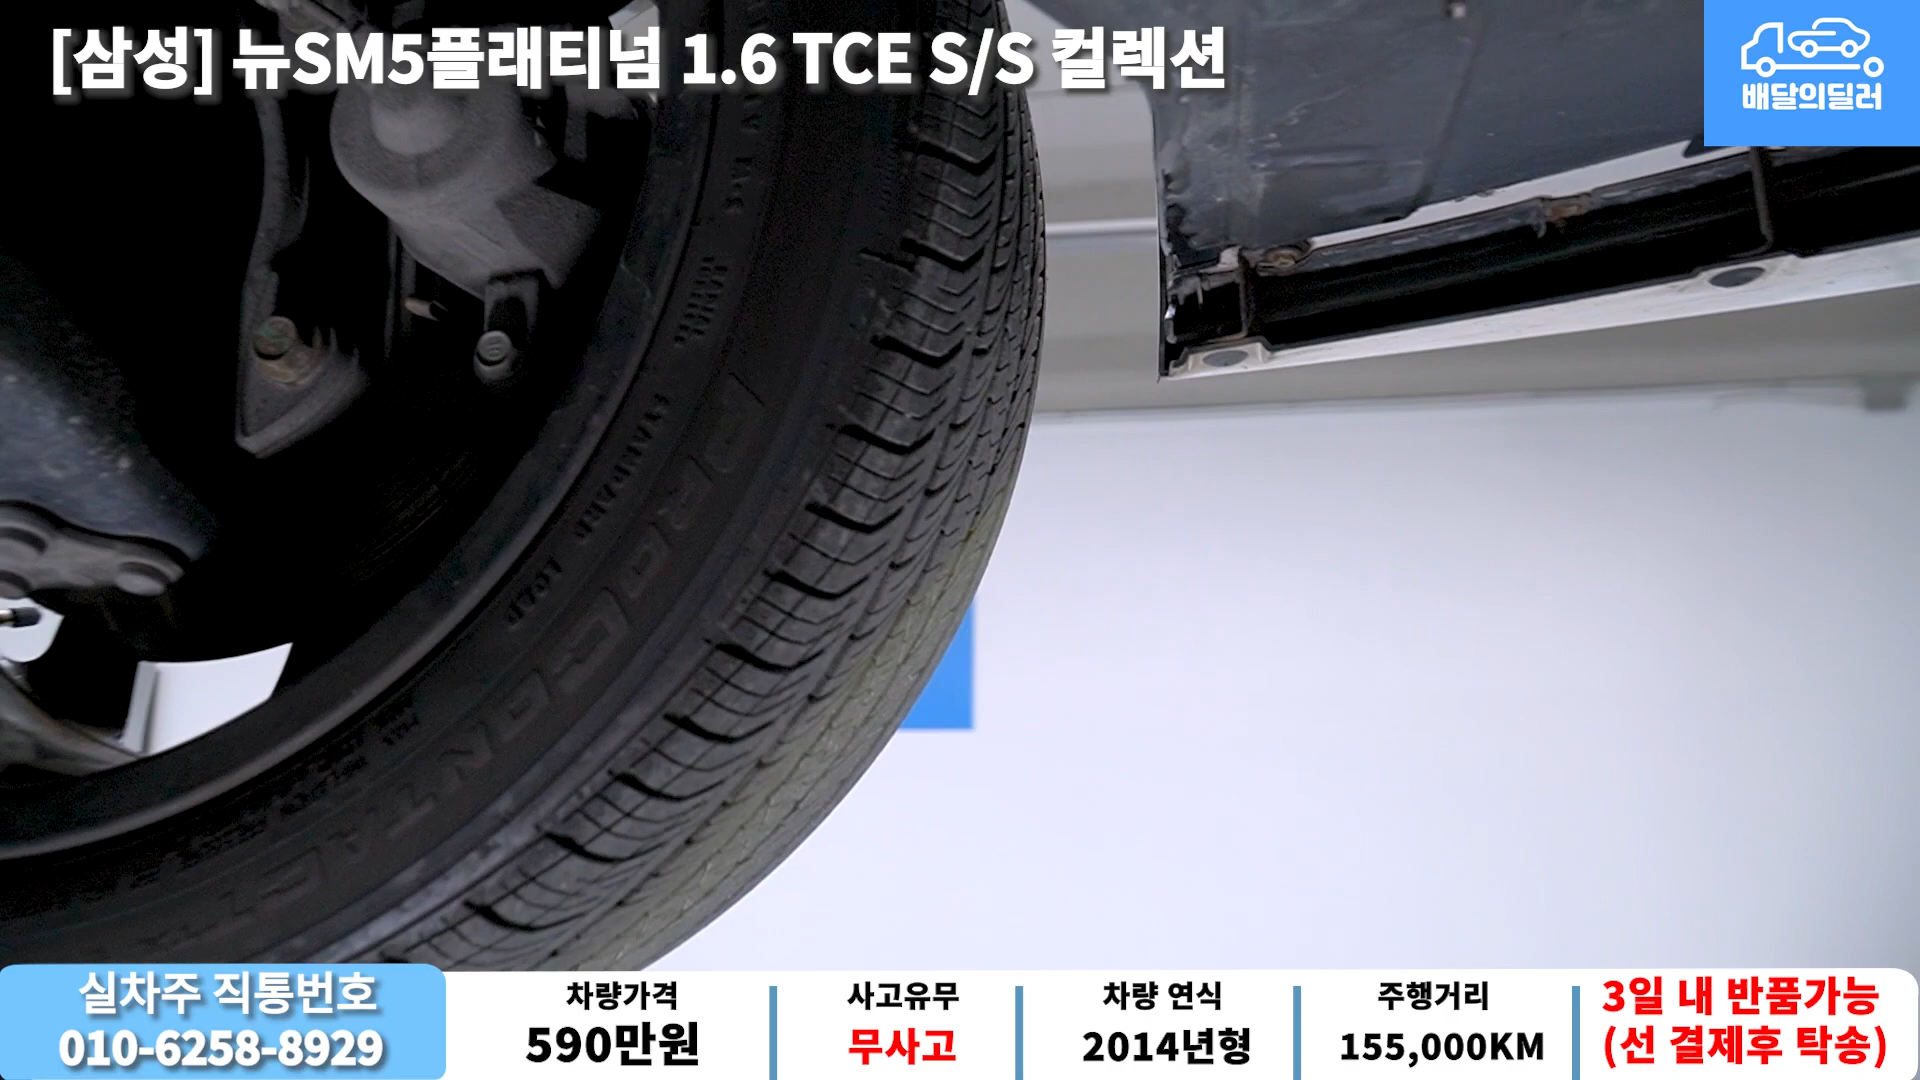 [삼성] 뉴SM5플래티넘 1.6 TCE S/S 컬렉션
배달의딜러
ProContact
실차주 직통번호
010-6258-8929
차량가격
590만원
사고유무
무사고
차량 연식
2014년형
주행거리
155,000KM
3일 내 반품가능
(선 결제후 탁송)